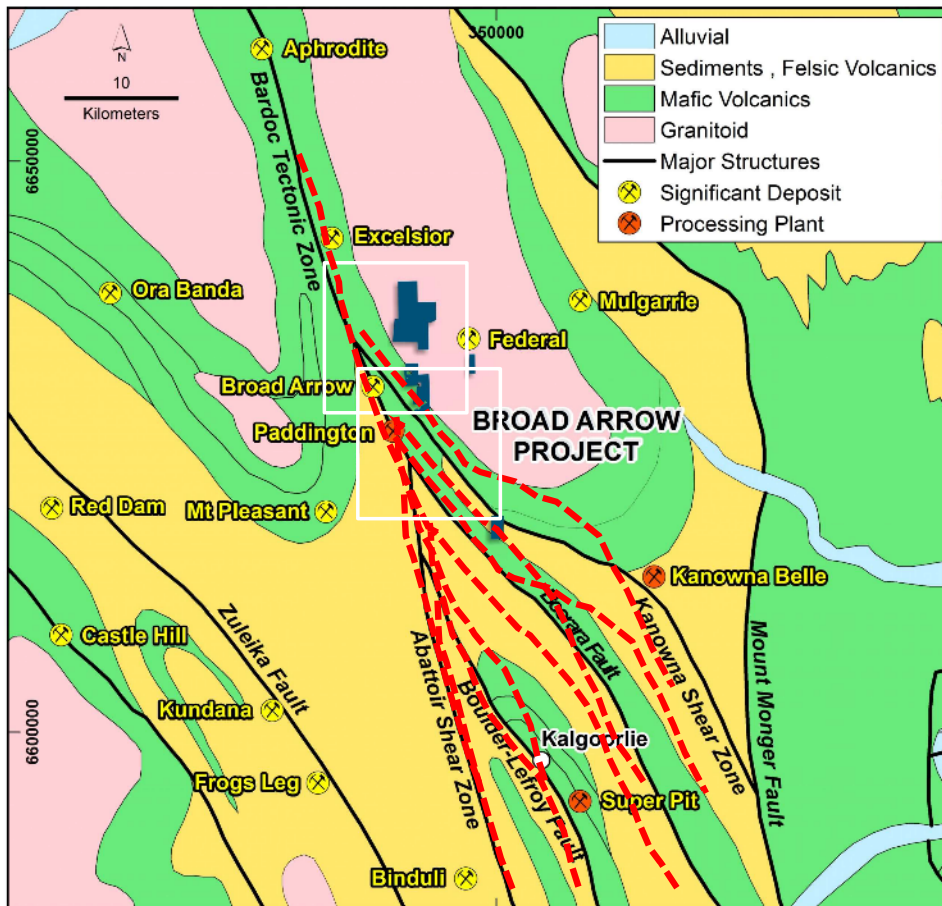 350000
N
10
Kilometers
6650000
6600000
Alluvial
Sediments , Felsic Volcanics
Mafic Volcanics
Granitoid
Major Structures
Significant Deposit
Processing Plant
Aphrodite
Bardoc Tectonic Zone
Excelsior
Ora Banda
Mulgarrie
Federal
Broad Arrow
Paddington
BROAD ARROW
PROJECT
Red Dam
Mt Pleasant
Kanowna Belle
Castle Hill
Zuleika Fault
Abattoir Shear Zone
Boulder-Lefroy Fault
Kanowna Shear Zone
Mount Monger Fault
Kundana
Kalgoorlie
Frogs Leg
Super Pit
Binduli